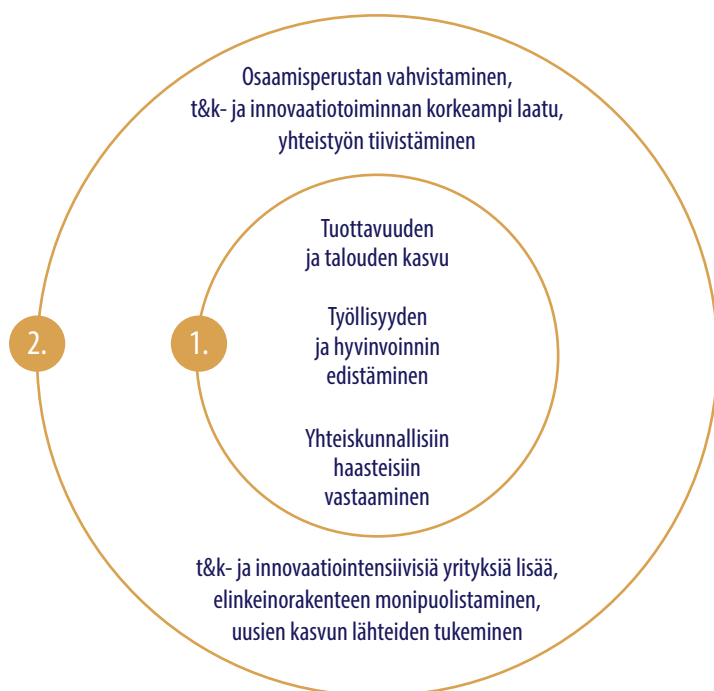 Osaamisperustan vahvistaminen,
t&k- ja innovaatiotoiminnan korkeampi laatu,
yhteistyön tiivistäminen
Tuottavuuden
ja talouden kasvu
2.
1.
Työllisyyden
ja hyvinvoinnin
edistäminen
Yhteiskunnallisiin
haasteisiin
vastaaminen
t&k- ja innovaatiointensiivisiä yrityksiä lisää,
elinkeinorakenteen monipuolistaminen,
uusien kasvun lähteiden tukeminen